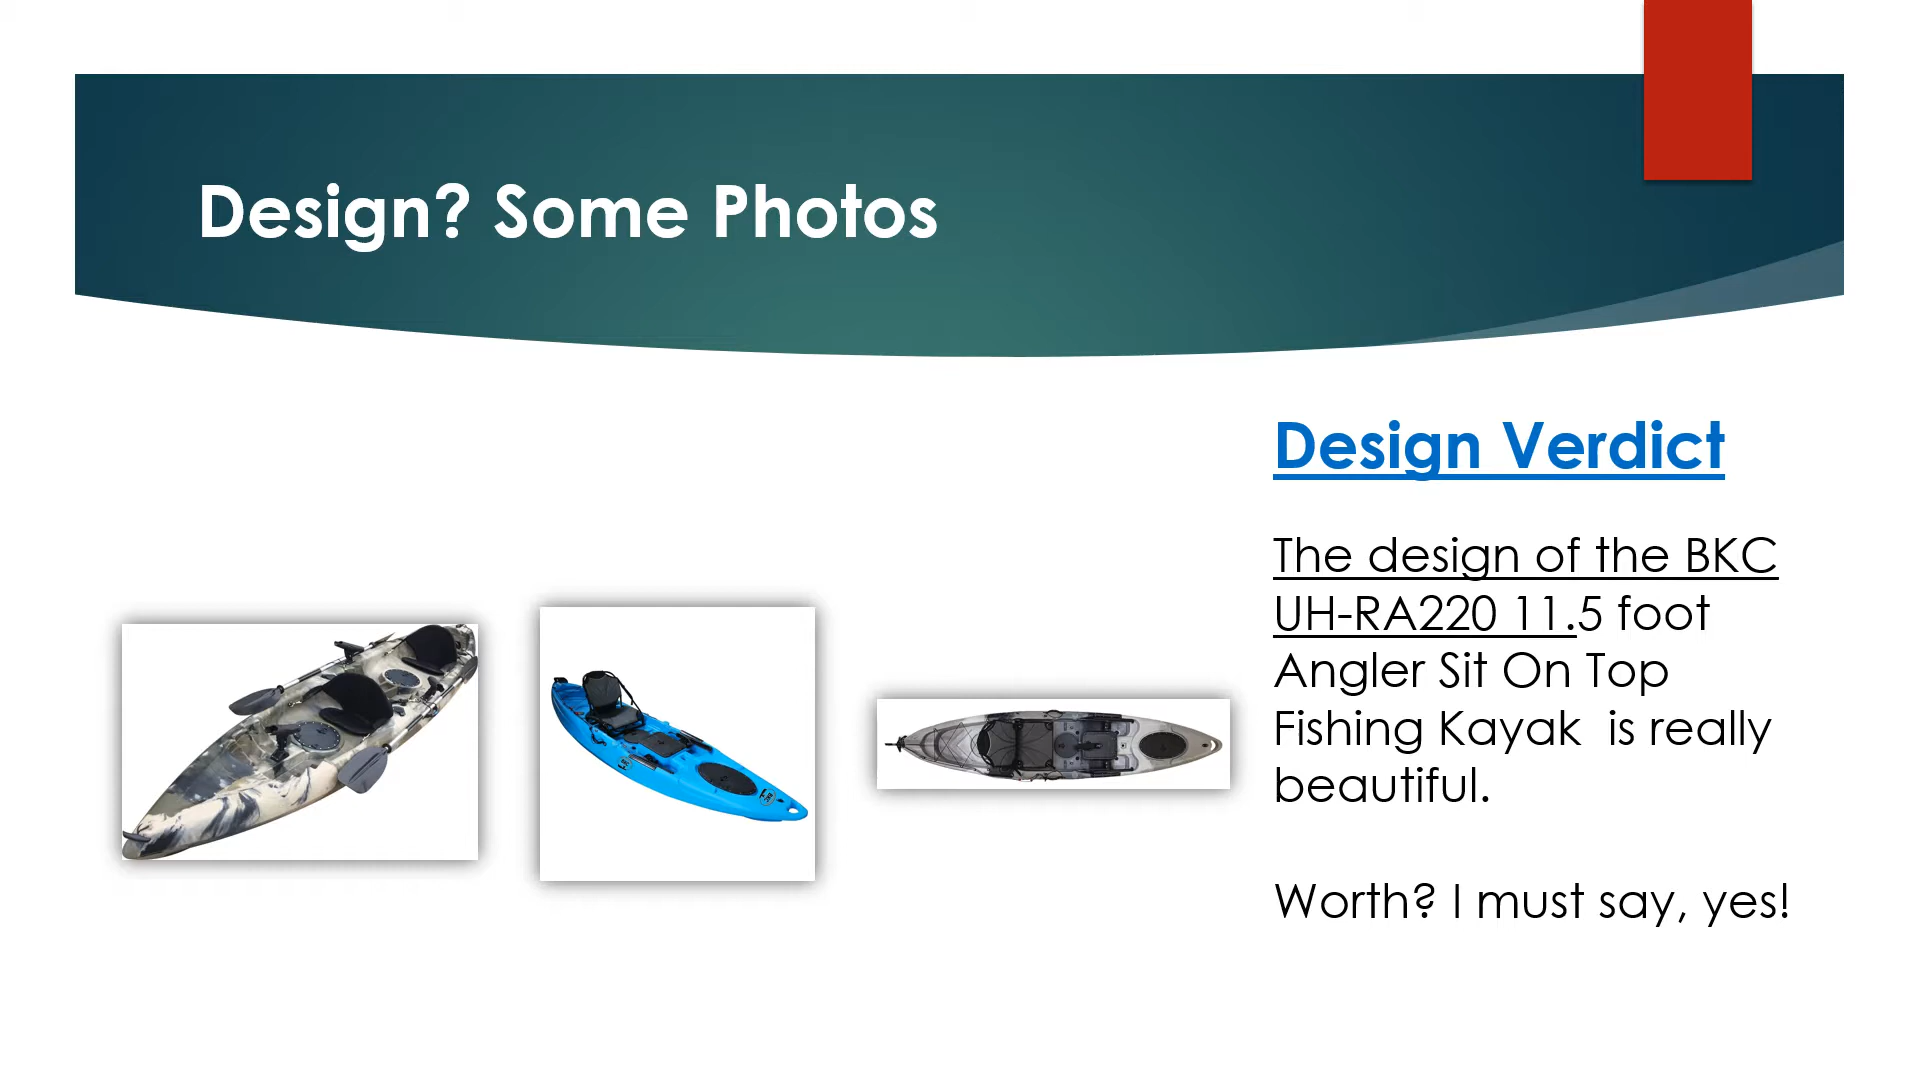 Design? Some Photos
Design Verdict
The design of the BKC
UH-RA220 11.5 foot
Angler Sit On Top
Fishing Kayak  is really
beautiful.
Worth? I must say, yes!